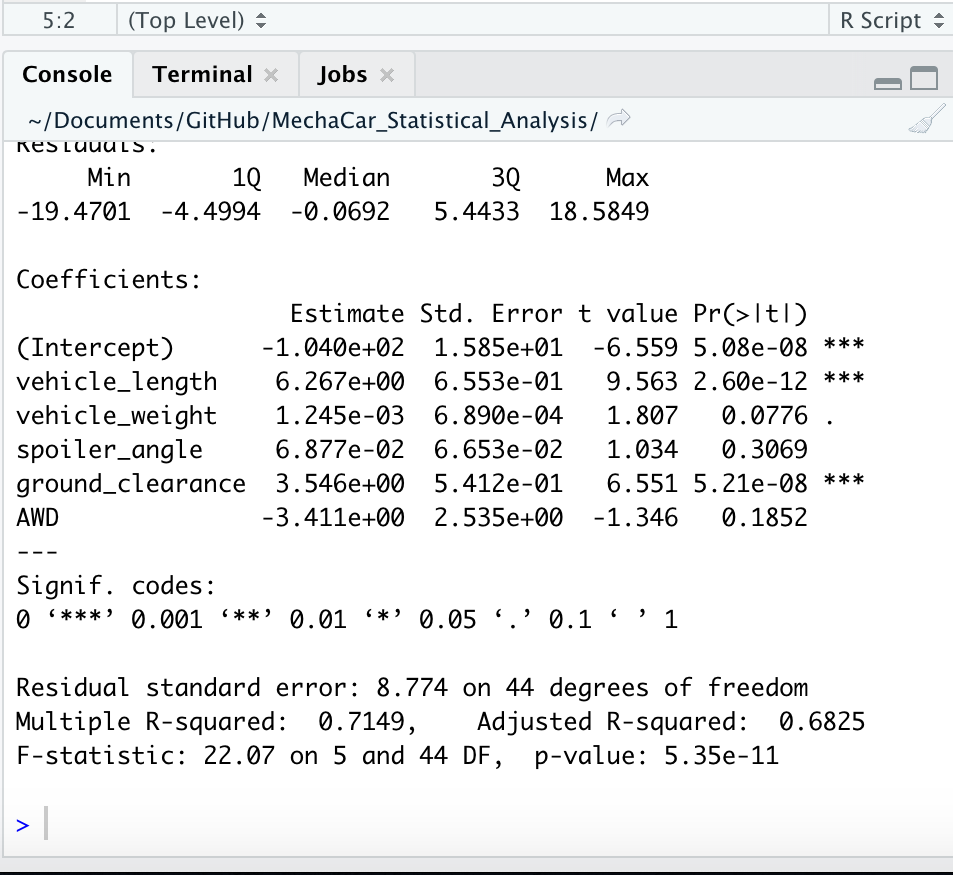 5:2 (Top Level) R Script
Console Terminal Jobs
~/Documents/GitHub/MechaCar_Statistical_Analysis/
Residuals:
     Min       1Q   Median       3Q      Max
-19.4701  -4.4994  -0.0692   5.4433  18.5849

Coefficients:
                   Estimate Std. Error t value Pr(>|t|)
(Intercept)      -1.040e+02  1.585e+01  -6.559 5.08e-08 ***
vehicle_length    6.267e+00  6.553e-01   9.563 2.60e-12 ***
vehicle_weight    1.245e-03  6.890e-04   1.807   0.0776 .
spoiler_angle     6.877e-02  6.653e-02   1.034   0.3069
ground_clearance  3.546e+00  5.412e-01   6.551 5.21e-08 ***
AWD              -3.411e+00  2.535e+00  -1.346   0.1852
---
Signif. codes:
0 ‘***’ 0.001 ‘**’ 0.01 ‘*’ 0.05 ‘.’ 0.1 ‘ ’ 1

Residual standard error: 8.774 on 44 degrees of freedom
Multiple R-squared:  0.7149,    Adjusted R-squared:  0.6825
F-statistic: 22.07 on 5 and 44 DF,  p-value: 5.35e-11

>